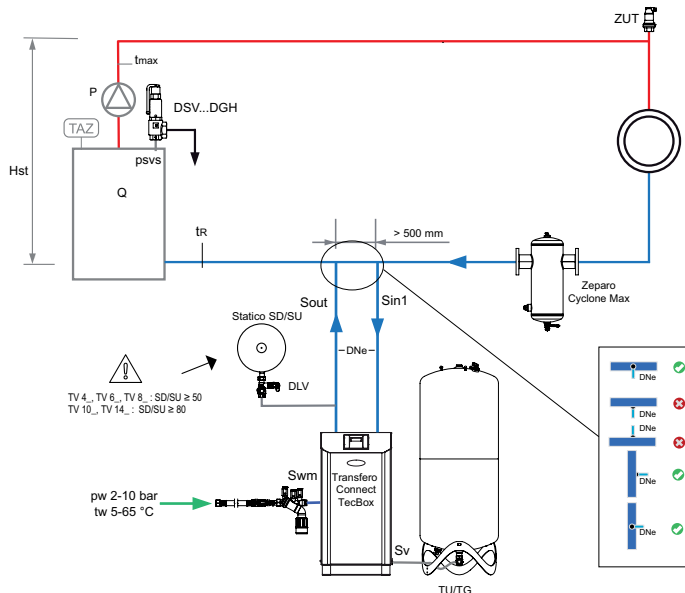 ZUT
tmax
P
DSV...DGH
TAZ
psvs
Hst
Q
tR
> 500 mm
Zeparo
Cyclone Max
Sout
Sin1
Statico SD/SU
DNe
DLV
TV 4_, TV 6_, TV 8_ : SD/SU ≥ 50
TV 10_, TV 14_ : SD/SU ≥ 80
DNe
DNe
DNe
DNe
DNe
Swm
Transfero
Connect
TecBox
pw 2-10 bar
tw 5-65 °C
Sv
TU/TG